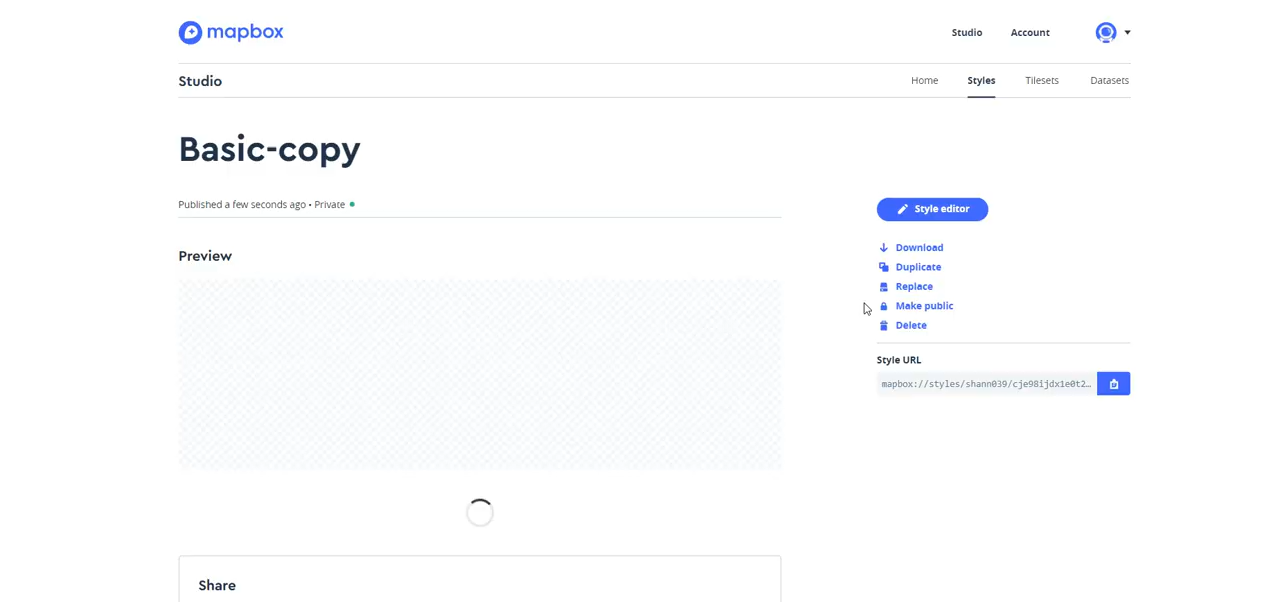 mapbox
Studio Account
Studio
Home Styles Tilesets Datasets
Basic-copy
Published a few seconds ago • Private
Style editor
Preview
Download
Duplicate
Replace
Make public
Delete
Style URL
mapbox://styles/shann039/cje98ijdx1e0t2…
Share